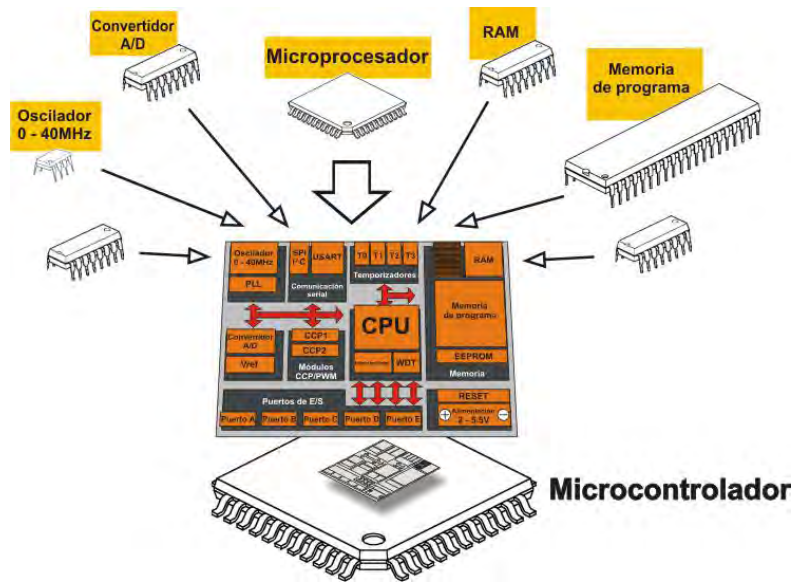 Convertidor
A/D
Microprocesador
RAM
Memoria
de programa
Oscilador
0 - 40MHz
Oscilador
0 - 40MHz
PLL
SPI
I²C
USART
Comunicación
serial
T0 T1 T2 T3
Temporizadores
RAM
Memoria
de programa
EEPROM
Memoria
Convertidor
A/D
Vref
CCP1
CCP2
Módulos
CCP/PWM
CPU
WDT
Puertos de E/S
Puerto A Puerto B Puerto C Puerto D Puerto E
RESET
Alimentación
2 - 5.5V
Microcontrolador